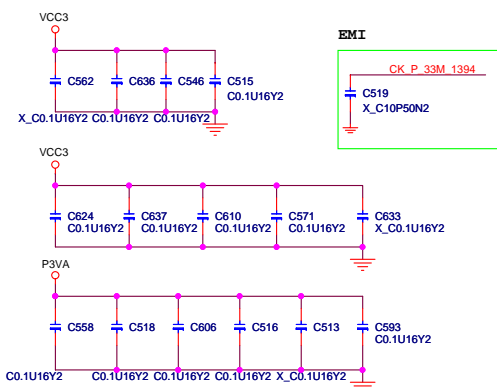 VCC3
EMI
CK_P_33M_1394
C562 C636 C546 C515
C0.1U16Y2
X_C0.1U16Y2 C0.1U16Y2 C0.1U16Y2
C519
X_C10P50N2
VCC3
C624 C637 C610 C571 C633
C0.1U16Y2 C0.1U16Y2 C0.1U16Y2 C0.1U16Y2 X_C0.1U16Y2
P3VA
C558 C518 C606 C516 C513 C593
C0.1U16Y2
C0.1U16Y2 C0.1U16Y2 C0.1U16Y2 C0.1U16Y2 X_C0.1U16Y2